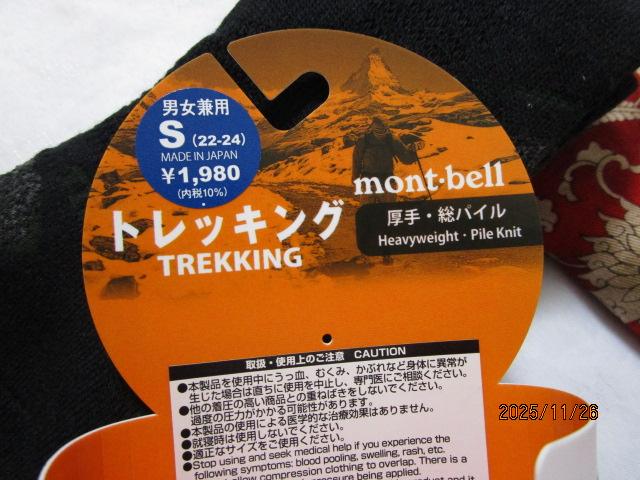 男女兼用
S (22-24)
MADE IN JAPAN
¥1,980
(内税10%)
mont-bell
トレッキング
TREKKING
厚手・総パイル
Heavyweight・Pile Knit
取扱・使用上のご注意 CAUTION
●本製品を使用中にうっ血、むくみ、かぶれなど身体に異常が
生じた場合は直ちに使用を中止し、専門医にご相談ください。
●他の着圧の高い商品との重ねばきをしないでください。
過度の圧力がかかる可能性があります。
●本製品の使用による医学的な治療効果はありません。
●就寝時は使用しないでください。
●適正なサイズをご使用ください。
●Stop using and seek medical help if you experience the
following symptoms: blood pooling, swelling, rash, etc.
allow compression clothing to overlap. There is a
pressure being applied.
2025/11/26